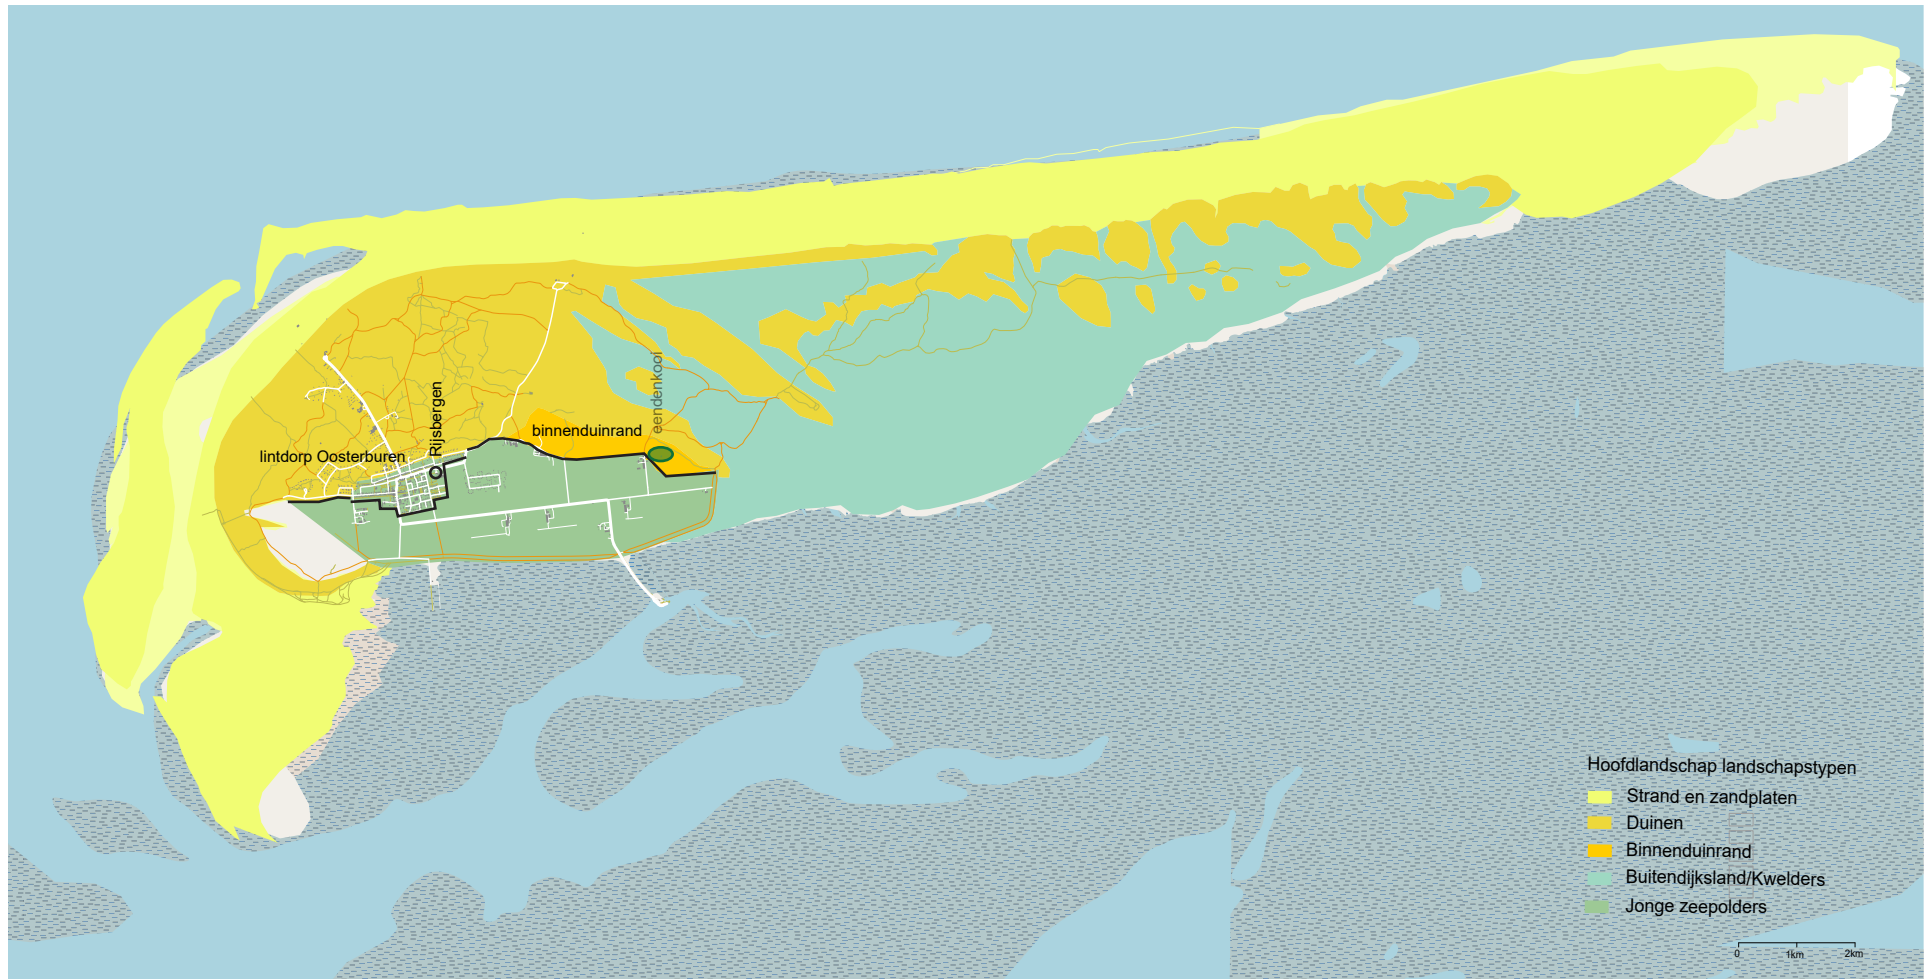 eendenkooi
Rijsbergen
binnenduinrand
lintdorp Oosterburen
Hoofdlandschap landschapstypen
Strand en zandplaten
Duinen
Binnenduinrand
Buitendijksland/Kwelders
Jonge zeepolders
0 1km 2km